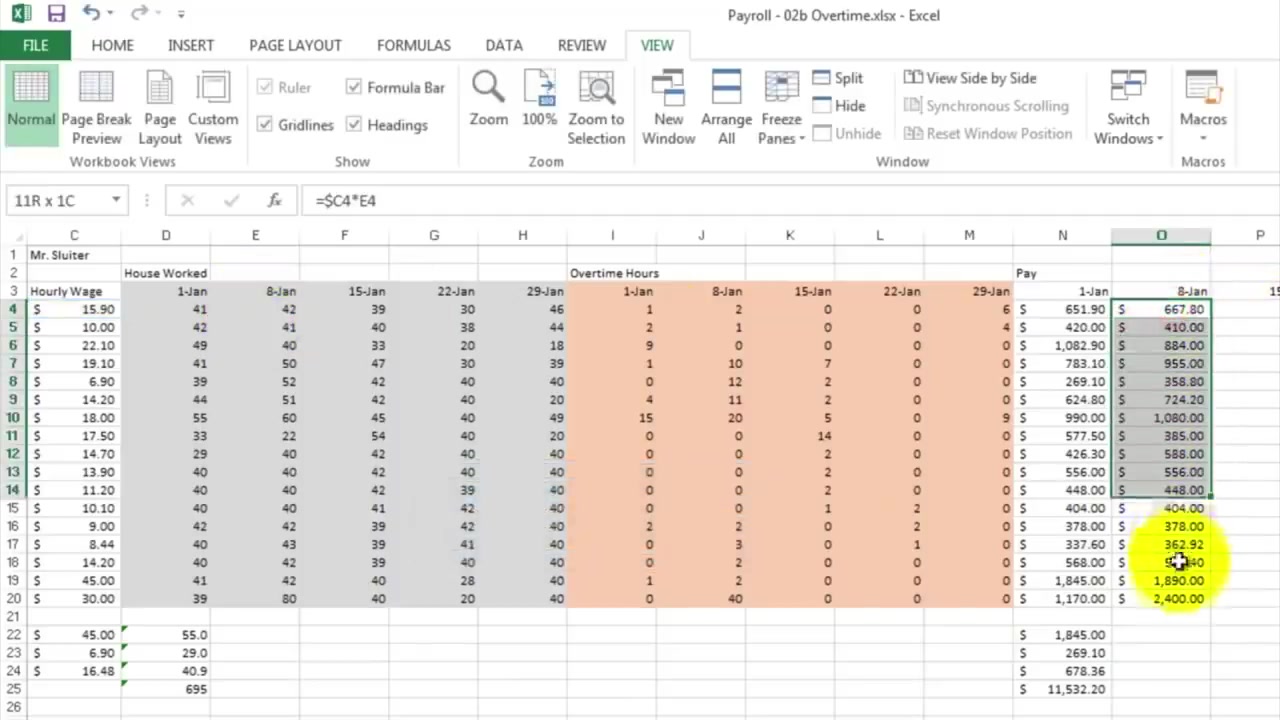 Payroll - 02b Overtime.xlsx - Excel
FILE HOME INSERT PAGE LAYOUT FORMULAS DATA REVIEW VIEW
Normal Page Break Preview Page Layout Custom Views
Workbook Views
Ruler Formula Bar
Gridlines Headings
Show
Zoom 100% Zoom to Selection
Zoom
New Window Arrange All Freeze Panes
Split
Hide
Unhide
View Side by Side
Synchronous Scrolling
Reset Window Position
Window
Switch Windows
Macros
Macros
11R x 1C fx =$C4*E4
C D E F G H I J K L M N O P
1 Mr. Sluiter
2 House Worked Overtime Hours Pay
3 Hourly Wage 1-Jan 8-Jan 15-Jan 22-Jan 29-Jan 1-Jan 8-Jan 15-Jan 22-Jan 29-Jan 1-Jan 8-Jan
4 $ 15.90 41 42 39 30 46 1 2 0 0 6 $ 651.90 $ 667.80
5 $ 10.00 42 41 40 38 44 2 1 0 0 4 $ 420.00 $ 410.00
6 $ 22.10 49 40 33 20 18 9 0 0 0 0 $ 1,082.90 $ 884.00
7 $ 19.10 41 50 47 30 39 1 10 7 0 0 $ 783.10 $ 955.00
8 $ 6.90 39 52 42 40 40 0 12 2 0 0 $ 269.10 $ 358.80
9 $ 14.20 44 51 42 40 20 4 11 2 0 0 $ 624.80 $ 724.20
10 $ 18.00 55 60 45 40 49 15 20 5 0 9 $ 990.00 $ 1,080.00
11 $ 17.50 33 22 54 40 20 0 0 14 0 0 $ 577.50 $ 385.00
12 $ 14.70 29 40 42 40 40 0 0 2 0 0 $ 426.30 $ 588.00
13 $ 13.90 40 40 42 40 40 0 0 2 0 0 $ 556.00 $ 556.00
14 $ 11.20 40 40 42 39 40 0 0 2 0 0 $ 448.00 $ 448.00
15 $ 10.10 40 40 41 42 40 0 0 1 2 0 $ 404.00 $ 404.00
16 $ 9.00 42 42 39 42 40 2 2 0 2 0 $ 378.00 $ 378.00
17 $ 8.44 40 43 39 41 40 0 3 0 1 0 $ 337.60 $ 362.92
18 $ 14.20 40 42 39 40 40 0 2 0 0 0 $ 568.00 $
19 $ 45.00 41 42 40 28 40 1 2 0 0 0 $ 1,845.00 $ 1,890.00
20 $ 30.00 39 80 40 20 40 0 40 0 0 0 $ 1,170.00 $ 2,400.00
21
22 $ 45.00 55.0 $ 1,845.00
23 $ 6.90 29.0 $ 269.10
24 $ 16.48 40.9 $ 678.36
25 695 $ 11,532.20
26